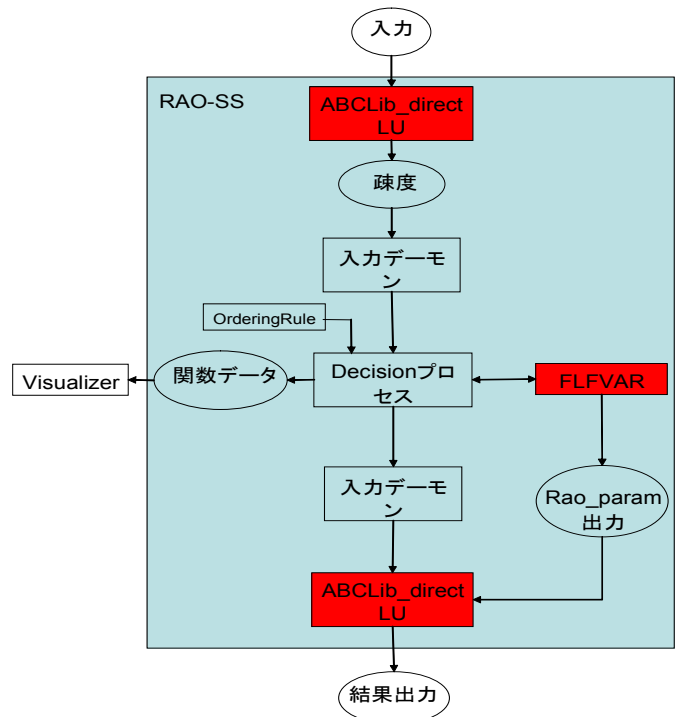 入力
RAO-SS
ABCLib_direct
LU
疎度
入力デーモ
ン
OrderingRule
Visualizer
関数データ
Decisionプロ
セス
FLFVAR
入力デーモ
ン
Rao_param
出力
ABCLib_direct
LU
結果出力